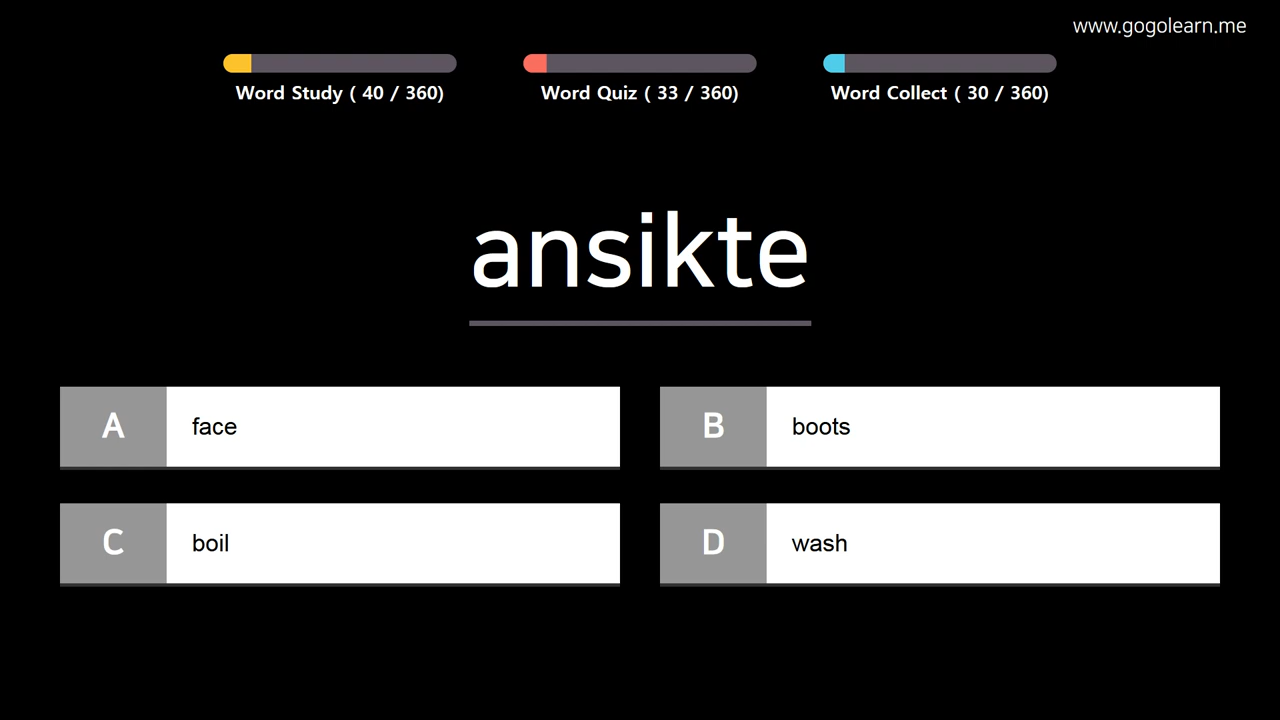 www.gogolearn.me
Word Study ( 40 / 360)
Word Quiz ( 33 / 360)
Word Collect ( 30 / 360)
ansikte
A face
B boots
C boil
D wash